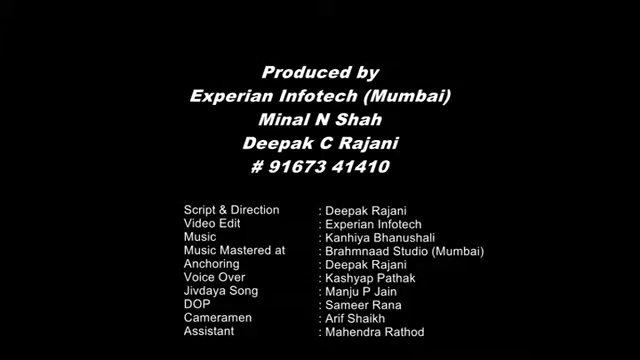 Produced by
Experian Infotech (Mumbai)
Minal N Shah
Deepak C Rajani
# 91673 41410
Script & Direction : Deepak Rajani
Video Edit : Experian Infotech
Music : Kanhiya Bhanushali
Music Mastered at : Brahmnaad Studio (Mumbai)
Anchoring : Deepak Rajani
Voice Over : Kashyap Pathak
Jivdaya Song : Manju P Jain
DOP : Sameer Rana
Cameramen : Arif Shaikh
Assistant : Mahendra Rathod